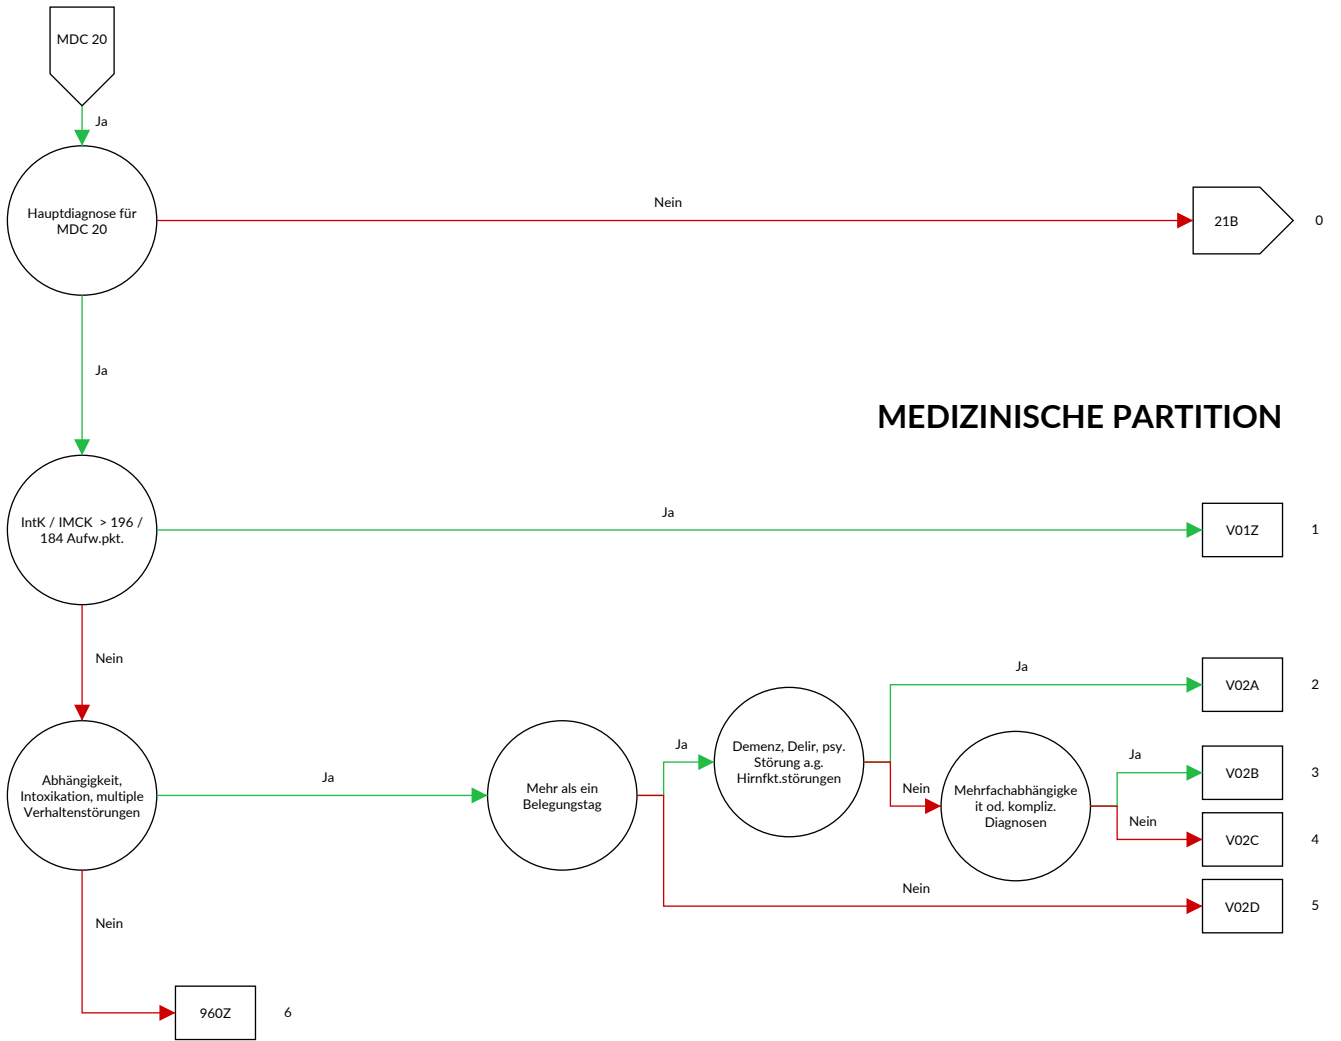 MDC 20
Ja
Hauptdiagnose für
MDC 20
Nein
21B
0
Ja
MEDIZINISCHE PARTITION
IntK / IMCK > 196 /
184 Aufw.pkt.
Ja
V01Z
1
Nein
Abhängigkeit,
Intoxikation, multiple
Verhaltenstörungen
Ja
Mehr als ein
Belegungstag
Ja
Demenz, Delir, psy.
Störung a.g.
Hirnfkt.störungen
Ja
V02A
2
Nein
Mehrfachabhängigke
it od. kompliz.
Diagnosen
Ja
V02B
3
Nein
V02C
4
Nein
V02D
5
Nein
960Z
6